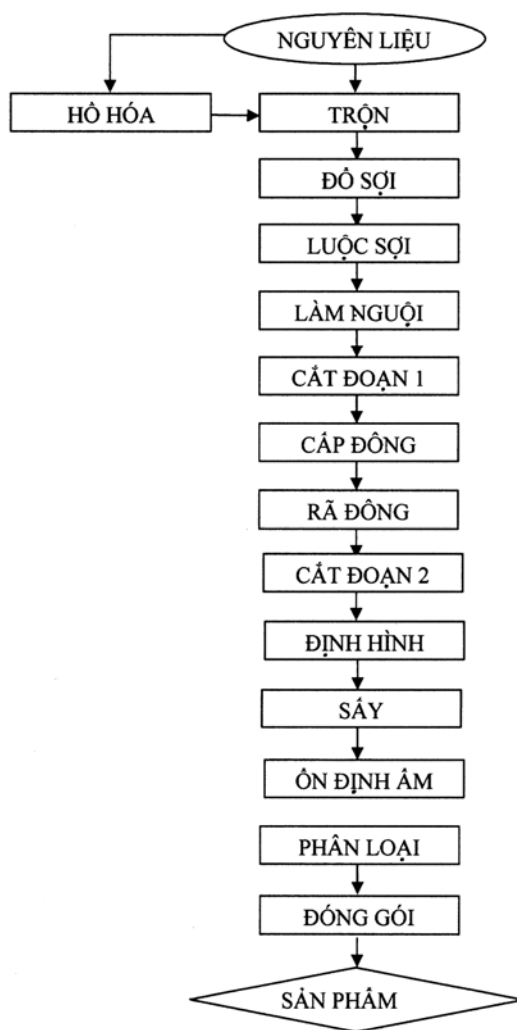 NGUYÊN LIỆU
HỒ HÓA
TRỘN
ĐỔ SỢI
LUỘC SỢI
LÀM NGUỘI
CẮT ĐOẠN 1
CẤP ĐÔNG
RÃ ĐÔNG
CẮT ĐOẠN 2
ĐỊNH HÌNH
SẤY
ỔN ĐỊNH ẨM
PHÂN LOẠI
ĐÓNG GÓI
SẢN PHẨM